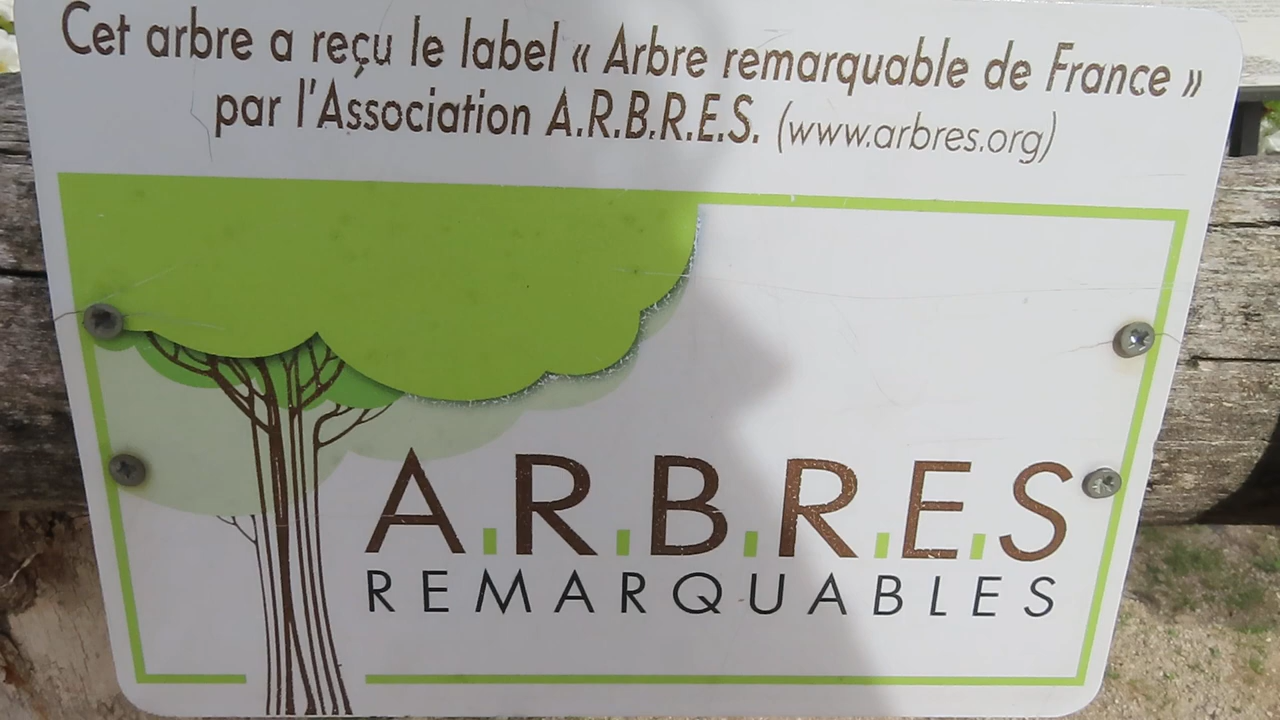 Cet arbre a reçu le label « Arbre remarquable de France »
par l'Association A.R.B.R.E.S. (www.arbres.org)
A.R.B.R.E.S
REMARQUABLES